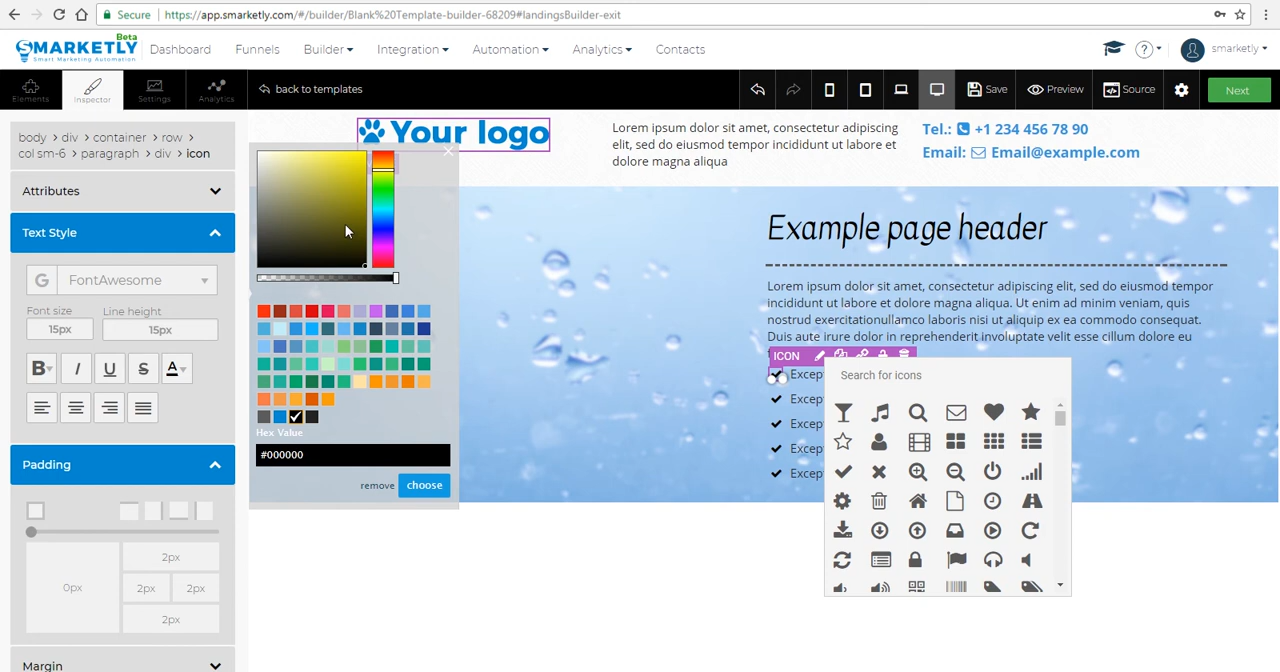 Secure
https://app.smarketly.com/#/builder/Blank%20Template-builder-68209#landingsBuilder-exit
SMARKETLY
Beta
Smart Marketing Automation
Dashboard
Funnels
Builder
Integration
Automation
Analytics
Contacts
?
smarketly
Elements
Inspector
Settings
Analytics
back to templates
Save
Preview
Source
Next
body > div > container > row >
col sm-6 > paragraph > div > icon
Attributes
Text Style
G FontAwesome
Font size
Line height
15px
15px
B
I
U
S
A
Padding
2px
0px
2px
2px
2px
Margin
Your logo
Lorem ipsum dolor sit amet, consectetur adipiscing
elit, sed do eiusmod tempor incididunt ut labore et
dolore magna aliqua
Tel.: +1 234 456 78 90
Email: Email@example.com
Hex Value
#000000
remove
choose
Example page header
Lorem ipsum dolor sit amet, consectetur adipiscing elit, sed do eiusmod tempor
incididunt ut labore et dolore magna aliqua. Ut enim ad minim veniam, quis
nostrud exercitationullamco laboris nisi ut aliquip ex ea commodo consequat.
Duis aute irure dolor in reprehenderit involuptate velit esse cillum dolore eu
ICON
Excep
Excep
Excep
Excep
Excep
Search for icons